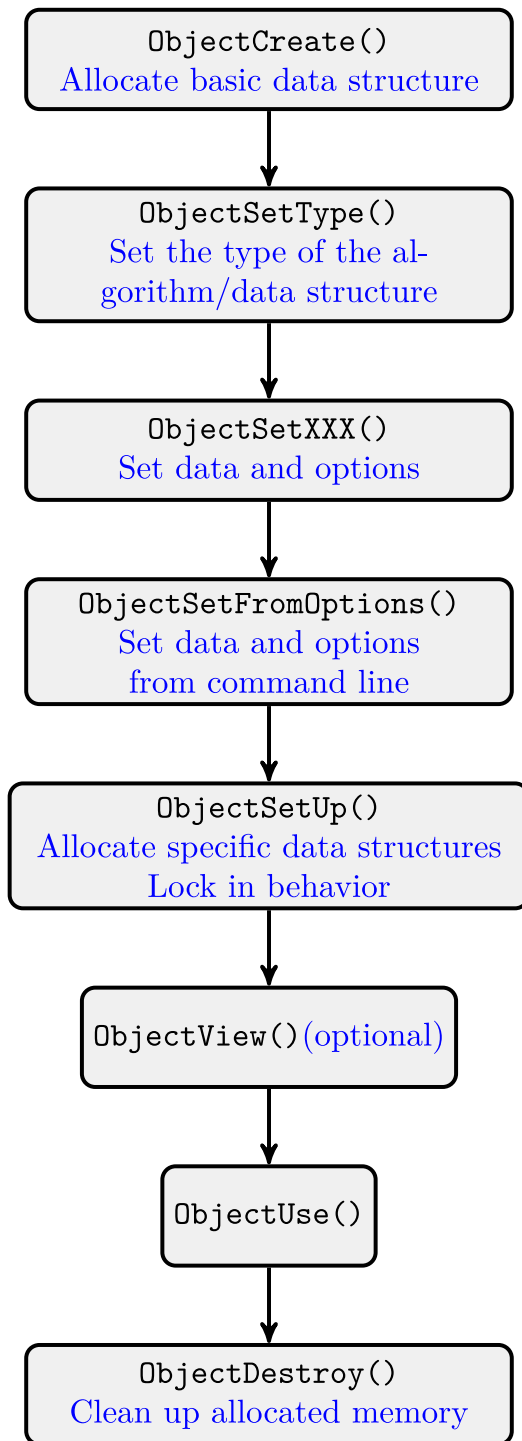 ObjectCreate()
Allocate basic data structure
ObjectSetType()
Set the type of the al-
gorithm/data structure
ObjectSetXXX()
Set data and options
ObjectSetFromOptions()
Set data and options
from command line
ObjectSetUp()
Allocate specific data structures
Lock in behavior
ObjectView()(optional)
ObjectUse()
ObjectDestroy()
Clean up allocated memory